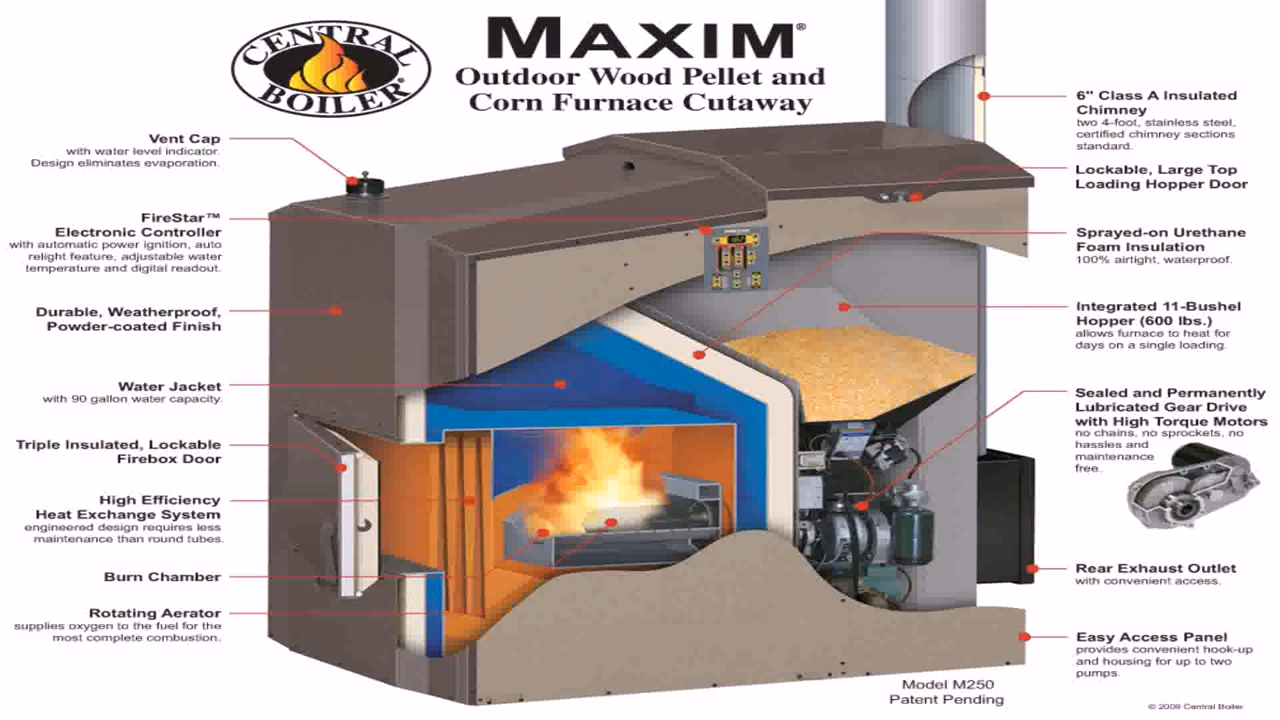 CENTRAL
BOILER®
MAXIM®
Outdoor Wood Pellet and
Corn Furnace Cutaway
Vent Cap
with water level indicator.
Design eliminates evaporation.
FireStar™
Electronic Controller
with automatic power ignition, auto
relight feature, adjustable water
temperature and digital readout.
Durable, Weatherproof,
Powder-coated Finish
Water Jacket
with 90 gallon water capacity.
Triple Insulated, Lockable
Firebox Door
High Efficiency
Heat Exchange System
engineered design requires less
maintenance than round tubes.
Burn Chamber
Rotating Aerator
supplies oxygen to the fuel for the
most complete combustion.
6" Class A Insulated
Chimney
two 4-foot, stainless steel,
certified chimney sections
standard.
Lockable, Large Top
Loading Hopper Door
Sprayed-on Urethane
Foam Insulation
100% airtight, waterproof.
Integrated 11-Bushel
Hopper (600 lbs.)
allows furnace to heat for
days on a single loading.
Sealed and Permanently
Lubricated Gear Drive
with High Torque Motors
no chains, no sprockets, no
hassles and
maintenance
free.
Rear Exhaust Outlet
with convenient access.
Easy Access Panel
provides convenient hook-up
and housing for up to two
pumps.
Model M250
Patent Pending
© 2008 Central Boiler